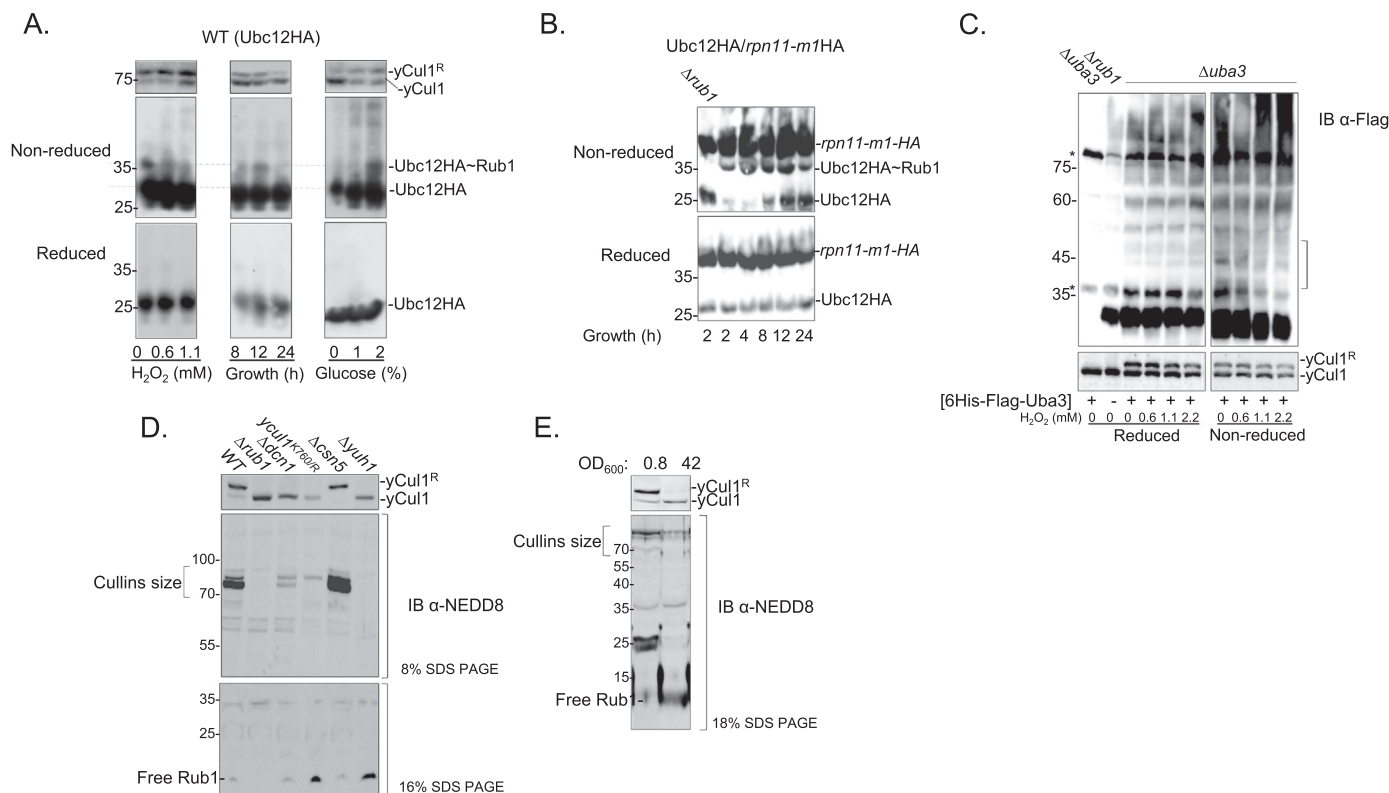 A.
WT (Ubc12HA)
75-
-yCul1ᴿ
-yCul1
Non-reduced
35-
25-
-Ubc12HA~Rub1
-Ubc12HA
Reduced
35-
25-
-Ubc12HA
0 0.6 1.1 8 12 24 0 1 2
H₂O₂ (mM) Growth (h) Glucose (%)
B.
Ubc12HA/rpn11-m1HA
Δrub1
Non-reduced
35-
25-
-rpn11-m1-HA
-Ubc12HA~Rub1
-Ubc12HA
Reduced
35-
25-
-rpn11-m1-HA
-Ubc12HA
Growth (h) 2 2 4 8 12 24
C.
Δuba3
Δrub1
Δuba3
IB α-Flag
*
75-
60-
45-
*
35-
-yCul1ᴿ
-yCul1
[6His-Flag-Uba3] + - + + + + + + + +
H₂O₂ (mM) 0 0.6 1.1 2.2 0 0.6 1.1 2.2
Reduced Non-reduced
D.
WT
Δrub1
Δdcn1
ycul1ᴷ⁷⁶⁰/ᴿ
Δcsn5
Δyuh1
-yCul1ᴿ
-yCul1
100-
Cullins size
70-
55-
IB α-NEDD8
8% SDS PAGE
35-
25-
Free Rub1-
16% SDS PAGE
E.
OD₆₀₀: 0.8 42
-yCul1ᴿ
-yCul1
Cullins size
70-
55-
40-
35-
25-
15-
IB α-NEDD8
Free Rub1-
18% SDS PAGE